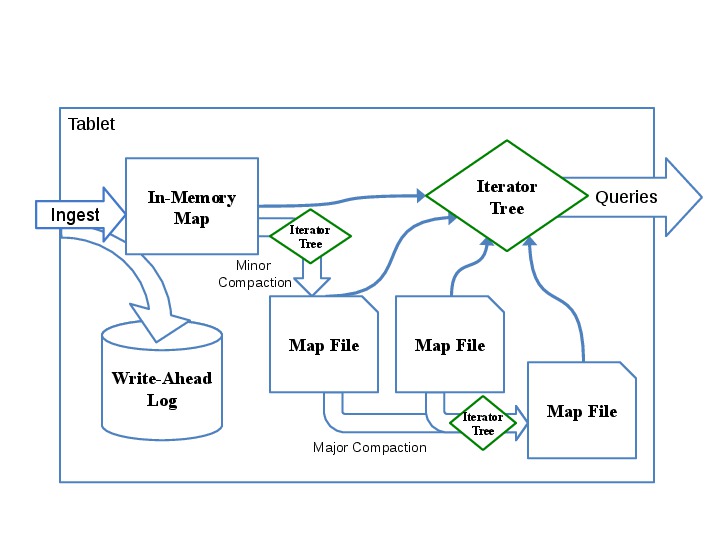 Tablet
In-Memory
Map
Iterator
Tree
Queries
Ingest
Iterator
Tree
Minor
Compaction
Map File
Map File
Write-Ahead
Log
Map File
Iterator
Tree
Major Compaction